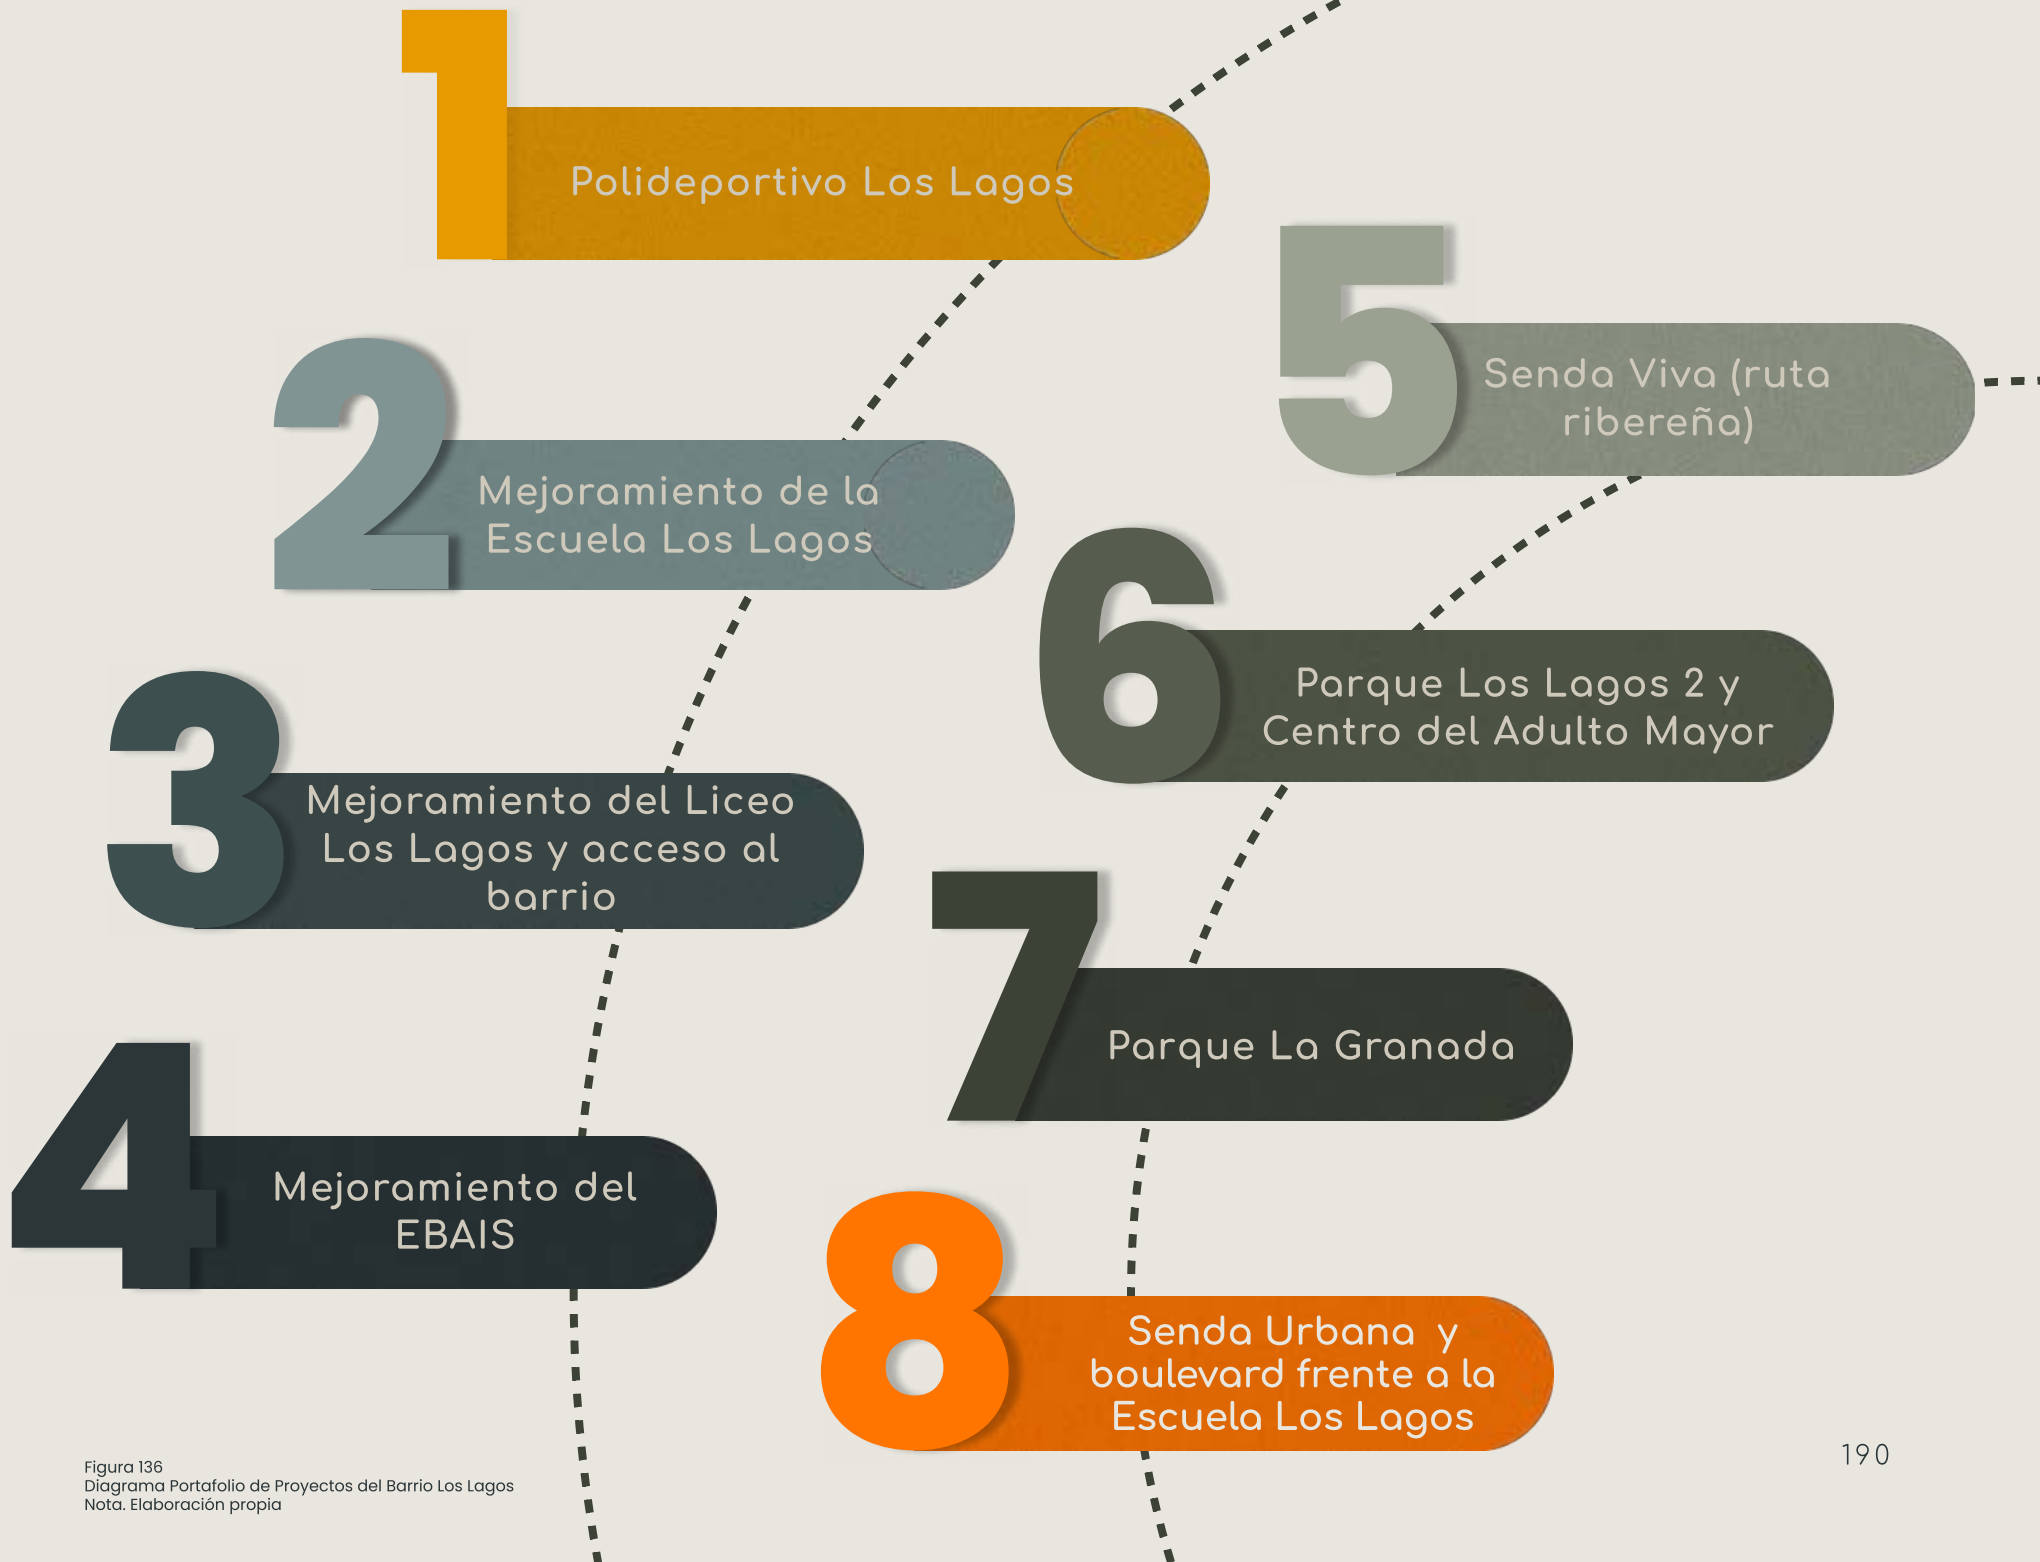 1
Polideportivo Los Lagos
2
Mejoramiento de la
Escuela Los Lagos
3
Mejoramiento del Liceo
Los Lagos y acceso al
barrio
4
Mejoramiento del
EBAIS
5
Senda Viva (ruta
ribereña)
6
Parque Los Lagos 2 y
Centro del Adulto Mayor
7
Parque La Granada
8
Senda Urbana y
boulevard frente a la
Escuela Los Lagos
Figura 136
Diagrama Portafolio de Proyectos del Barrio Los Lagos
Nota. Elaboración propia
190